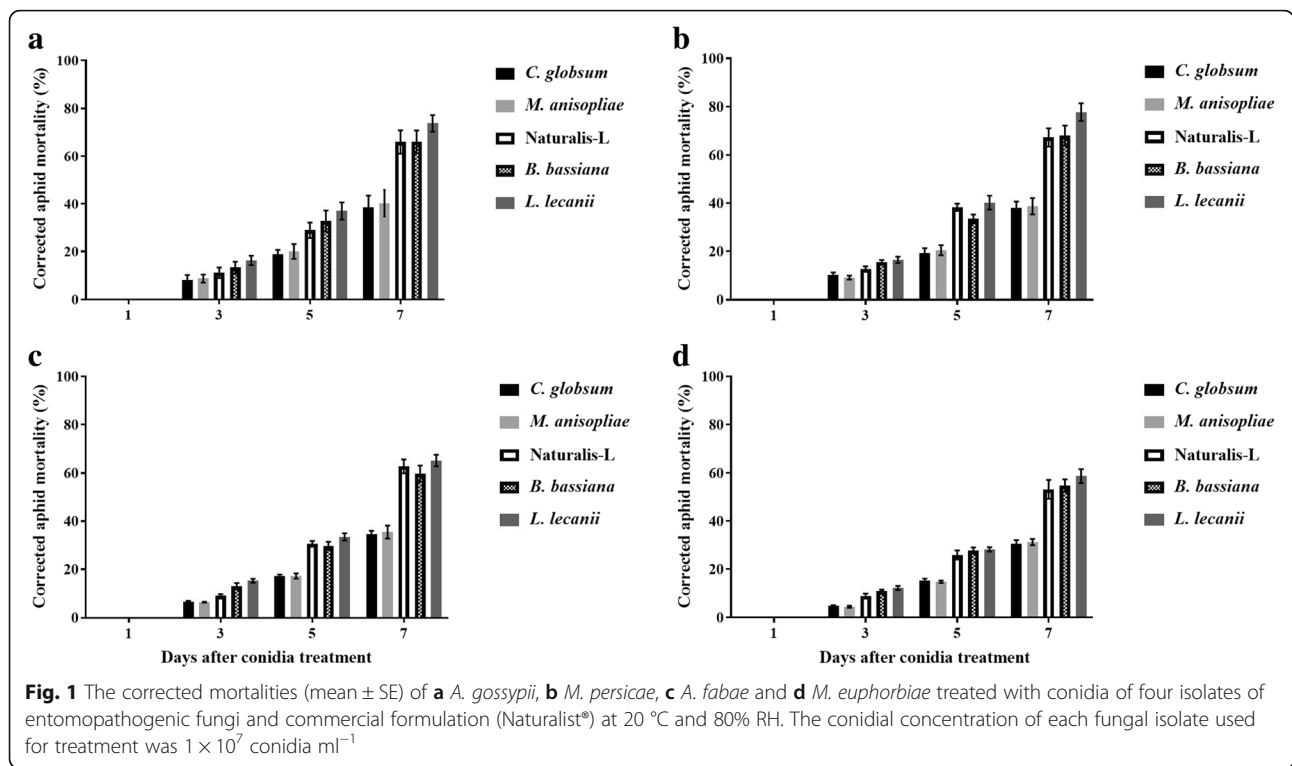 a
100
80
60
40
20
0
Corrected aphid mortality (%)
1 3 5 7
C. globsum
M. anisopliae
Naturalis-L
B. bassiana
L. lecanii
b
100
80
60
40
20
0
Corrected aphid mortality (%)
1 3 5 7
C. globsum
M. anisopliae
Naturalis-L
B. bassiana
L. lecanii
c
100
80
60
40
20
0
Corrected aphid mortality (%)
1 3 5 7
Days after conidia treatment
C. globsum
M. anisopliae
Naturalis-L
B. bassiana
L. lecanii
d
100
80
60
40
20
0
Corrected aphid mortality (%)
1 3 5 7
Days after conidia treatment
C. globsum
M. anisopliae
Naturalis-L
B. bassiana
L. lecanii
Fig. 1 The corrected mortalities (mean ± SE) of a A. gossypii, b M. persicae, c A. fabae and d M. euphorbiae treated with conidia of four isolates of
entomopathogenic fungi and commercial formulation (Naturalist®) at 20 °C and 80% RH. The conidial concentration of each fungal isolate used
for treatment was 1 × 10⁷ conidia ml⁻¹